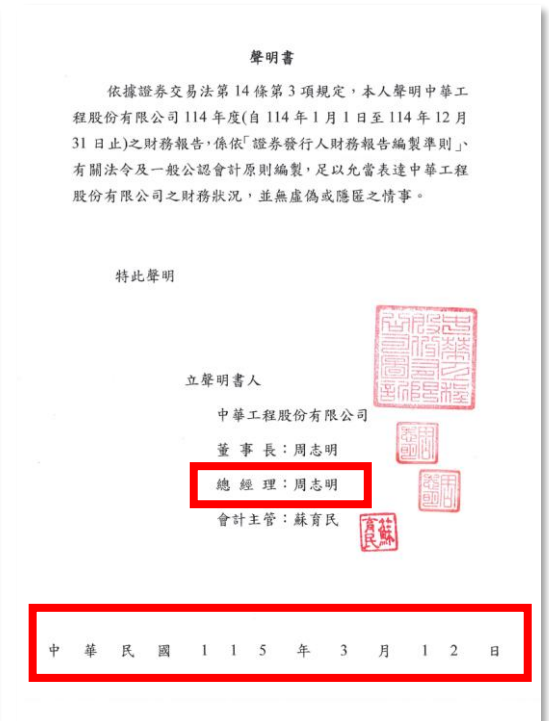 聲明書
依據證券交易法第14條第3項規定，本人聲明中華工
程股份有限公司114年度(自114年1月1日至114年12月
31日止)之財務報告，係依「證券發行人財務報告編製準則」、
有關法令及一般公認會計原則編製，足以允當表達中華工程
股份有限公司之財務狀況，並無虛偽或隱匿之情事。
特此聲明
立聲明書人
中華工程股份有限公司
董事長：周志明
總經理：周志明
會計主管：蘇育民
蘇育民
中華民國115年3月12日